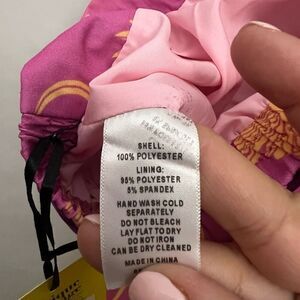 SHELL:
100% POLYESTER
LINING:
95% POLYESTER
5% SPANDEX
HAND WASH COLD
SEPARATELY
DO NOT BLEACH
LAY FLAT TO DRY
DO NOT IRON
CAN BE DRY CLEANED
MADE IN CHINA